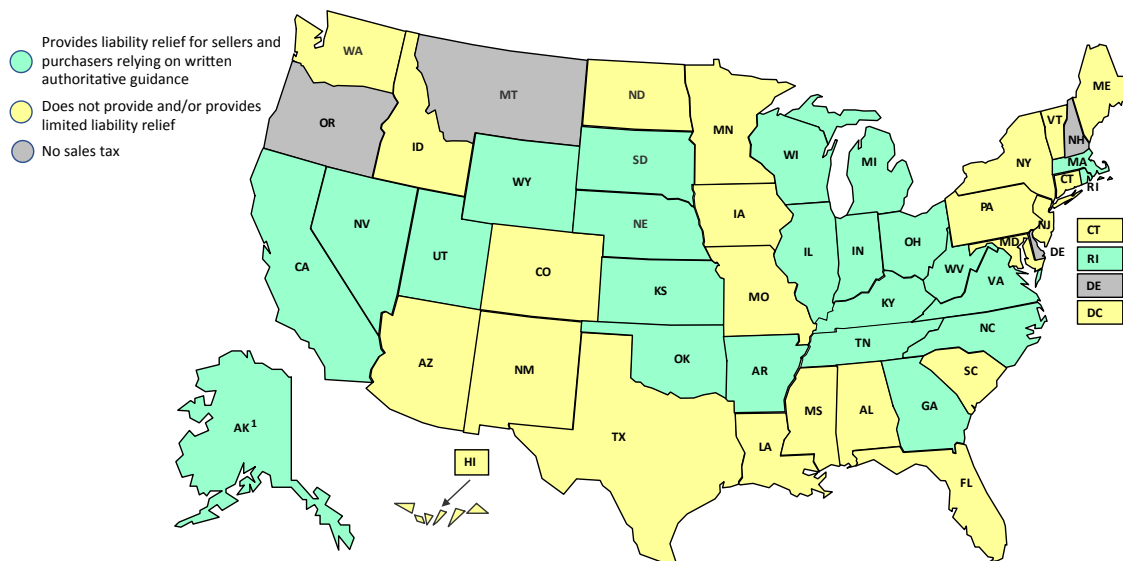 Provides liability relief for sellers and
purchasers relying on written
authoritative guidance
Does not provide and/or provides
limited liability relief
No sales tax
WA
MT
ND
MN
ME
VT
NH
OR
ID
SD
WI
MI
NY
MA
CT
RI
WY
IA
PA
NJ
NV
NE
OH
MD
DE
CT
RI
DE
DC
CA
UT
CO
IL
IN
WV
VA
KS
MO
KY
NC
TN
AZ
NM
OK
AR
SC
MS
AL
GA
AK¹
TX
LA
HI
FL